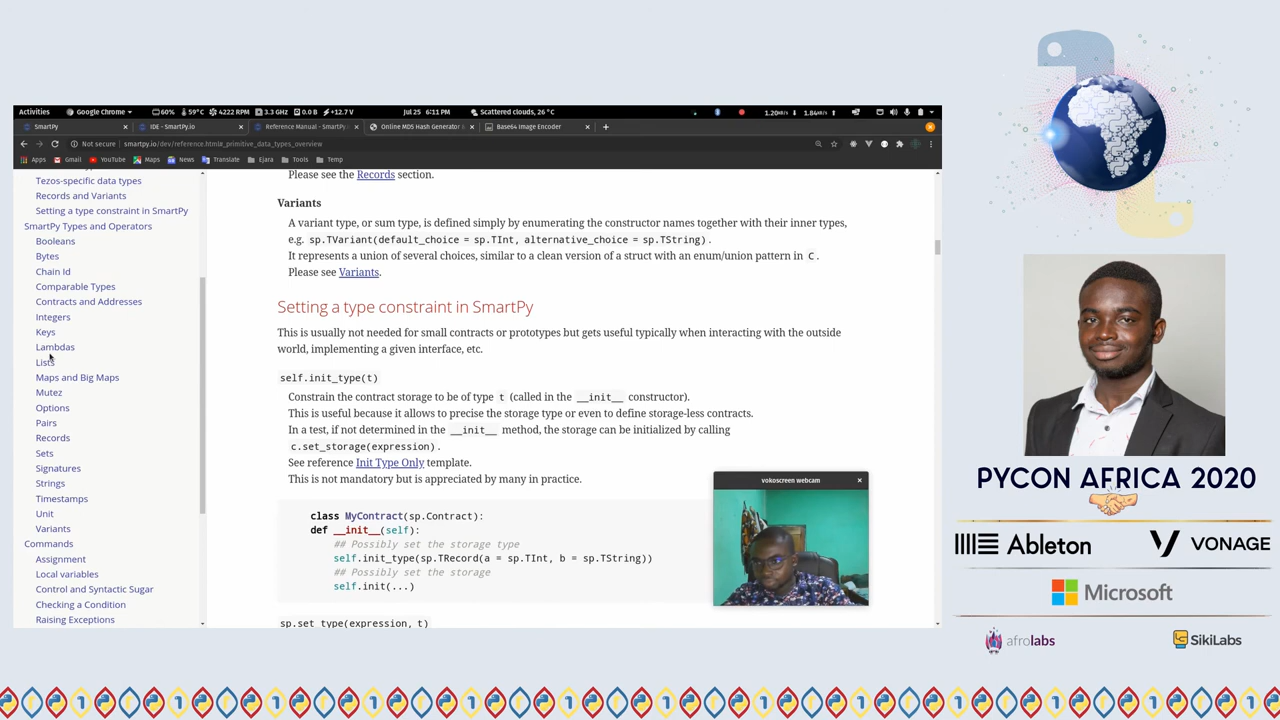 Activities
Google Chrome
60%
59°C
4222 RPM
3.3 GHz
0.0 B
+12.7 V
Jul 25 6:11 PM
Scattered clouds, 26 °C
SmartPy
IDE - SmartPy.io
Reference Manual - SmartPy
Online MD5 Hash Generator
Base64 Image Encoder
Not secure
smartpy.io/dev/reference.html#_primitive_data_types_overview
Apps
Gmail
YouTube
Maps
News
Translate
Ejara
Tools
Temp
Tezos-specific data types
Records and Variants
Setting a type constraint in SmartPy
SmartPy Types and Operators
Booleans
Bytes
Chain Id
Comparable Types
Contracts and Addresses
Integers
Keys
Lambdas
Lists
Maps and Big Maps
Mutez
Options
Pairs
Records
Sets
Signatures
Strings
Timestamps
Unit
Variants
Commands
Assignment
Local variables
Control and Syntactic Sugar
Checking a Condition
Raising Exceptions
Please see the Records section.
Variants
A variant type, or sum type, is defined simply by enumerating the constructor names together with their inner types,
e.g. sp.TVariant(default_choice = sp.TInt, alternative_choice = sp.TString).
It represents a union of several choices, similar to a clean version of a struct with an enum/union pattern in C.
Please see Variants.
Setting a type constraint in SmartPy
This is usually not needed for small contracts or prototypes but gets useful typically when interacting with the outside
world, implementing a given interface, etc.
self.init_type(t)
Constrain the contract storage to be of type t (called in the __init__ constructor).
This is useful because it allows to precise the storage type or even to define storage-less contracts.
In a test, if not determined in the __init__ method, the storage can be initialized by calling
c.set_storage(expression).
See reference Init Type Only template.
This is not mandatory but is appreciated by many in practice.
class MyContract(sp.Contract):
def __init__(self):
## Possibly set the storage type
self.init_type(sp.TRecord(a = sp.TInt, b = sp.TString))
## Possibly set the storage
self.init(...)
sp.set_type(expression, t)
vokoscreen webcam
PYCON AFRICA 2020
Ableton
VONAGE
Microsoft
afrolabs
SikiLabs